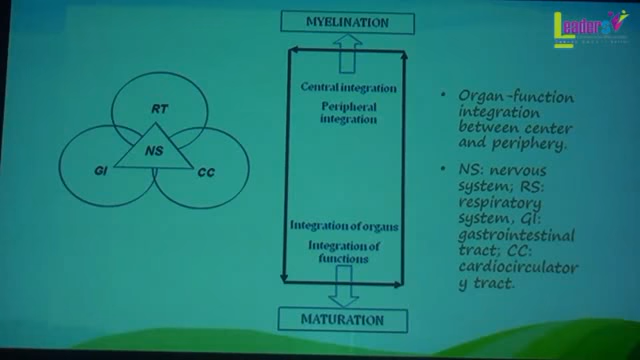 Leaders
MYELINATION
Central integration
Peripheral
integration
RT
NS
GI
CC
Integration of organs
Integration of
functions
MATURATION
• Organ-function
integration
between center
and periphery.
• NS: nervous
system; RS:
respiratory
system, GI:
gastrointestinal
tract; CC:
cardiocirculator
y tract.